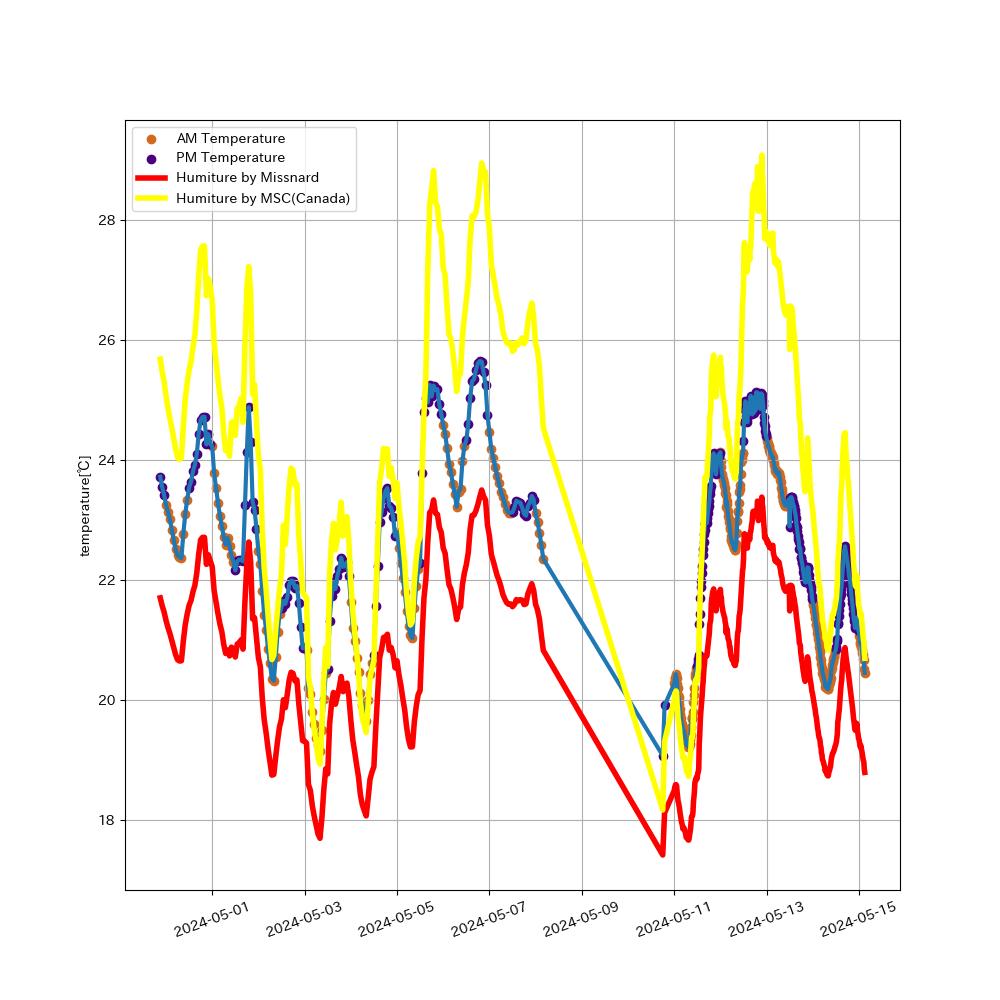 AM Temperature
PM Temperature
Humiture by Missnard
Humiture by MSC(Canada)
28
26
24
22
20
18
temperature[℃]
2024-05-01
2024-05-03
2024-05-05
2024-05-07
2024-05-09
2024-05-11
2024-05-13
2024-05-15